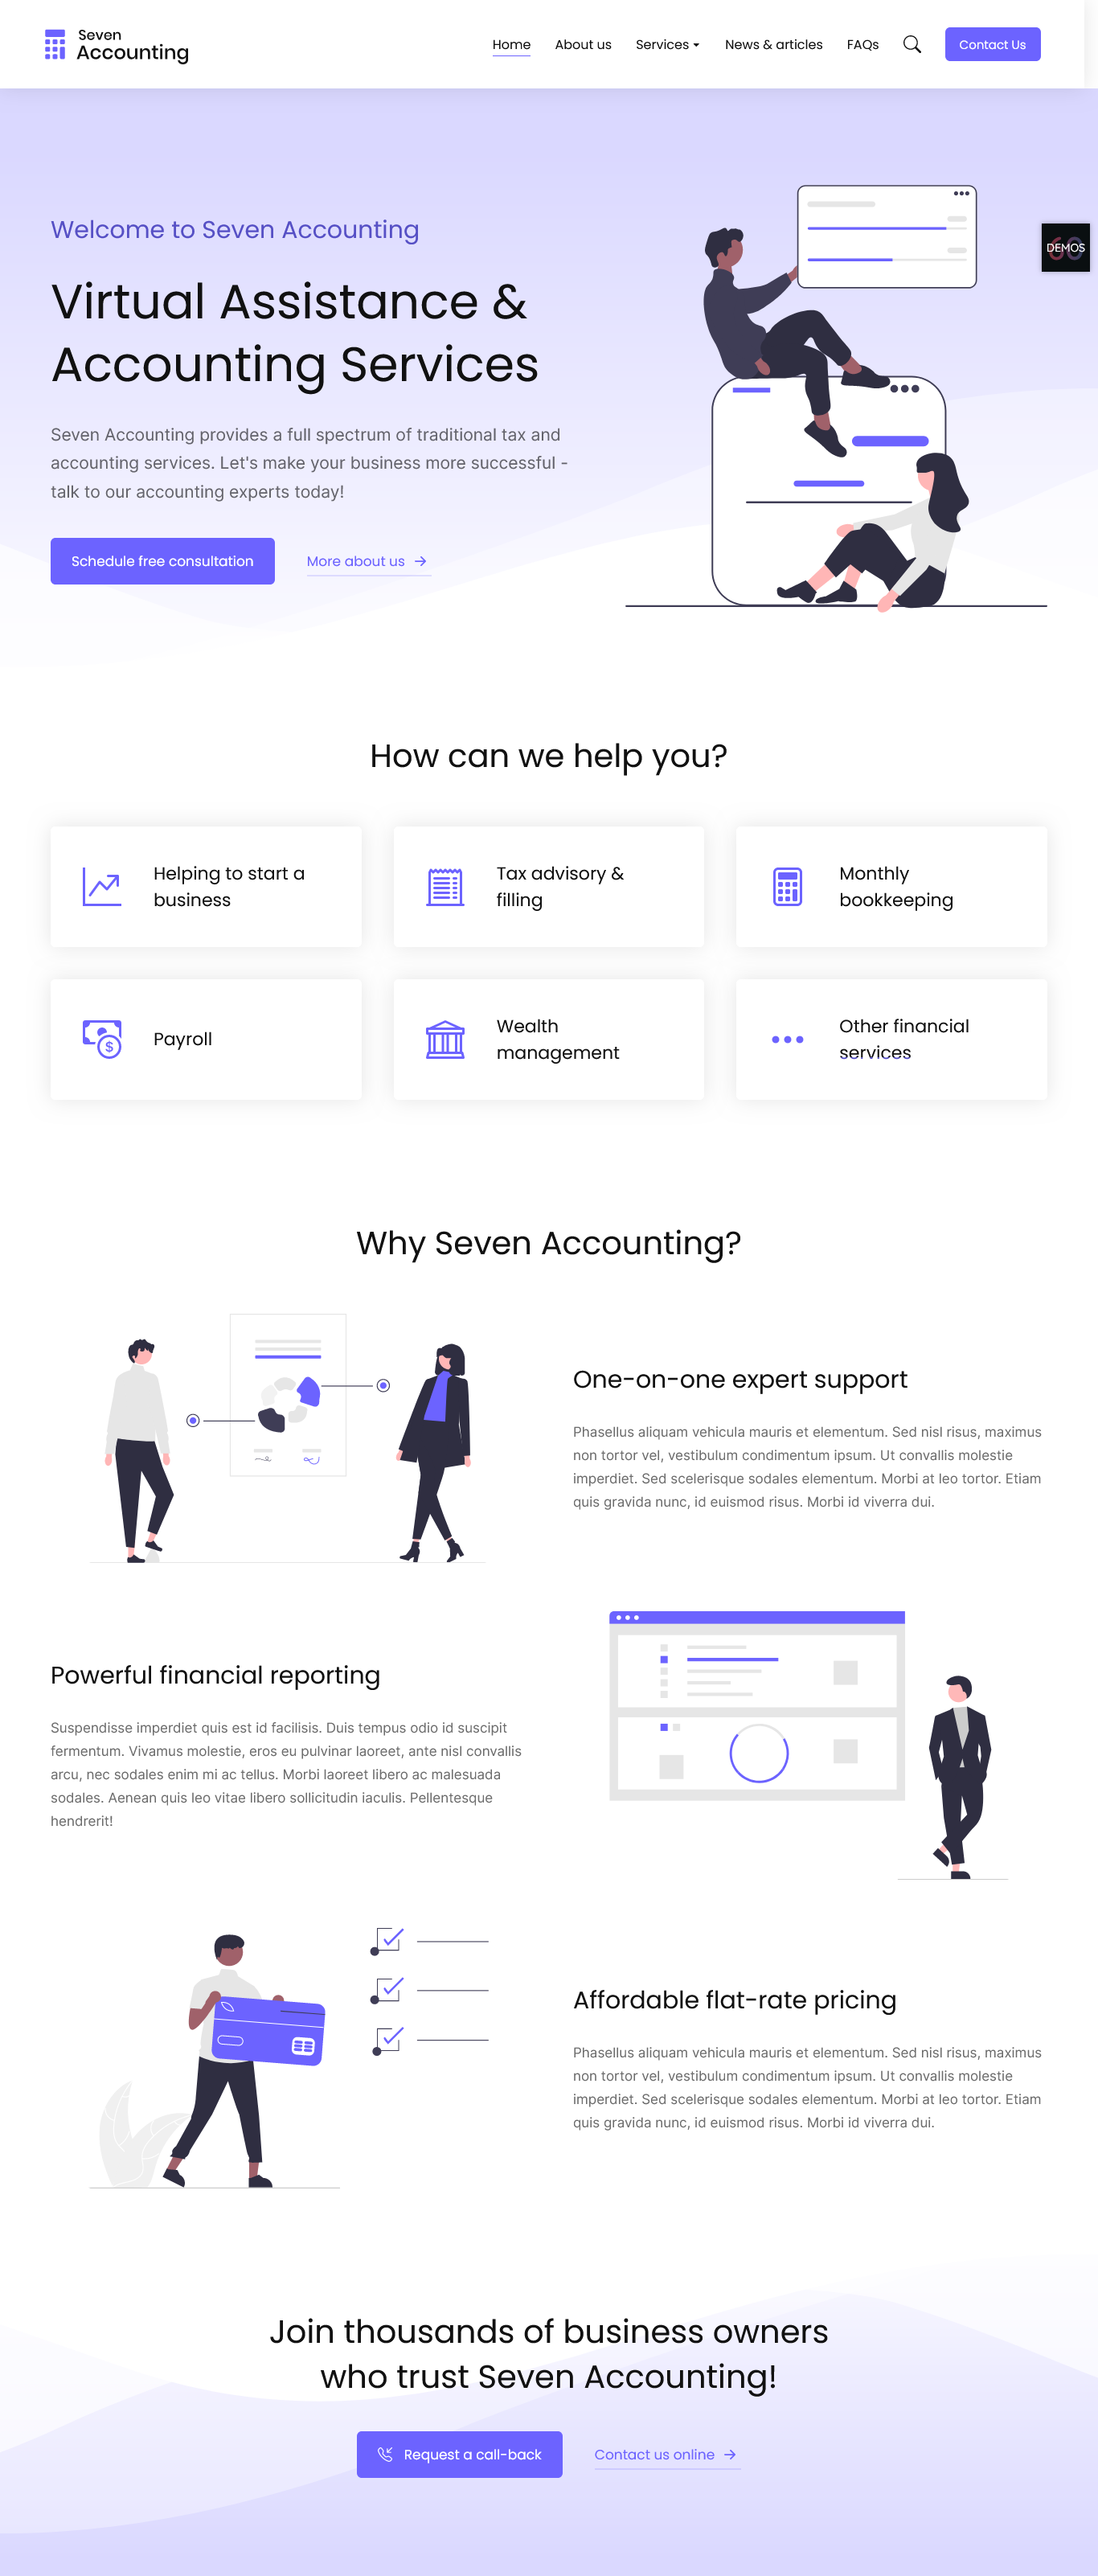 Seven
Accounting
Home
About us
Services
News & articles
FAQs
Contact Us
Welcome to Seven Accounting
DEMOS
60
Virtual Assistance &
Accounting Services
Seven Accounting provides a full spectrum of traditional tax and
accounting services. Let's make your business more successful -
talk to our accounting experts today!
Schedule free consultation
More about us →
How can we help you?
Helping to start a
business
Tax advisory &
filling
Monthly
bookkeeping
Payroll
Wealth
management
Other financial
services
Why Seven Accounting?
One-on-one expert support
Phasellus aliquam vehicula mauris et elementum. Sed nisl risus, maximus
non tortor vel, vestibulum condimentum ipsum. Ut convallis molestie
imperdiet. Sed scelerisque sodales elementum. Morbi at leo tortor. Etiam
quis gravida nunc, id euismod risus. Morbi id viverra dui.
Powerful financial reporting
Suspendisse imperdiet quis est id facilisis. Duis tempus odio id suscipit
fermentum. Vivamus molestie, eros eu pulvinar laoreet, ante nisl convallis
arcu, nec sodales enim mi ac tellus. Morbi laoreet libero ac malesuada
sodales. Aenean quis leo vitae libero sollicitudin iaculis. Pellentesque
hendrerit!
Affordable flat-rate pricing
Phasellus aliquam vehicula mauris et elementum. Sed nisl risus, maximus
non tortor vel, vestibulum condimentum ipsum. Ut convallis molestie
imperdiet. Sed scelerisque sodales elementum. Morbi at leo tortor. Etiam
quis gravida nunc, id euismod risus. Morbi id viverra dui.
Join thousands of business owners
who trust Seven Accounting!
Request a call-back
Contact us online →